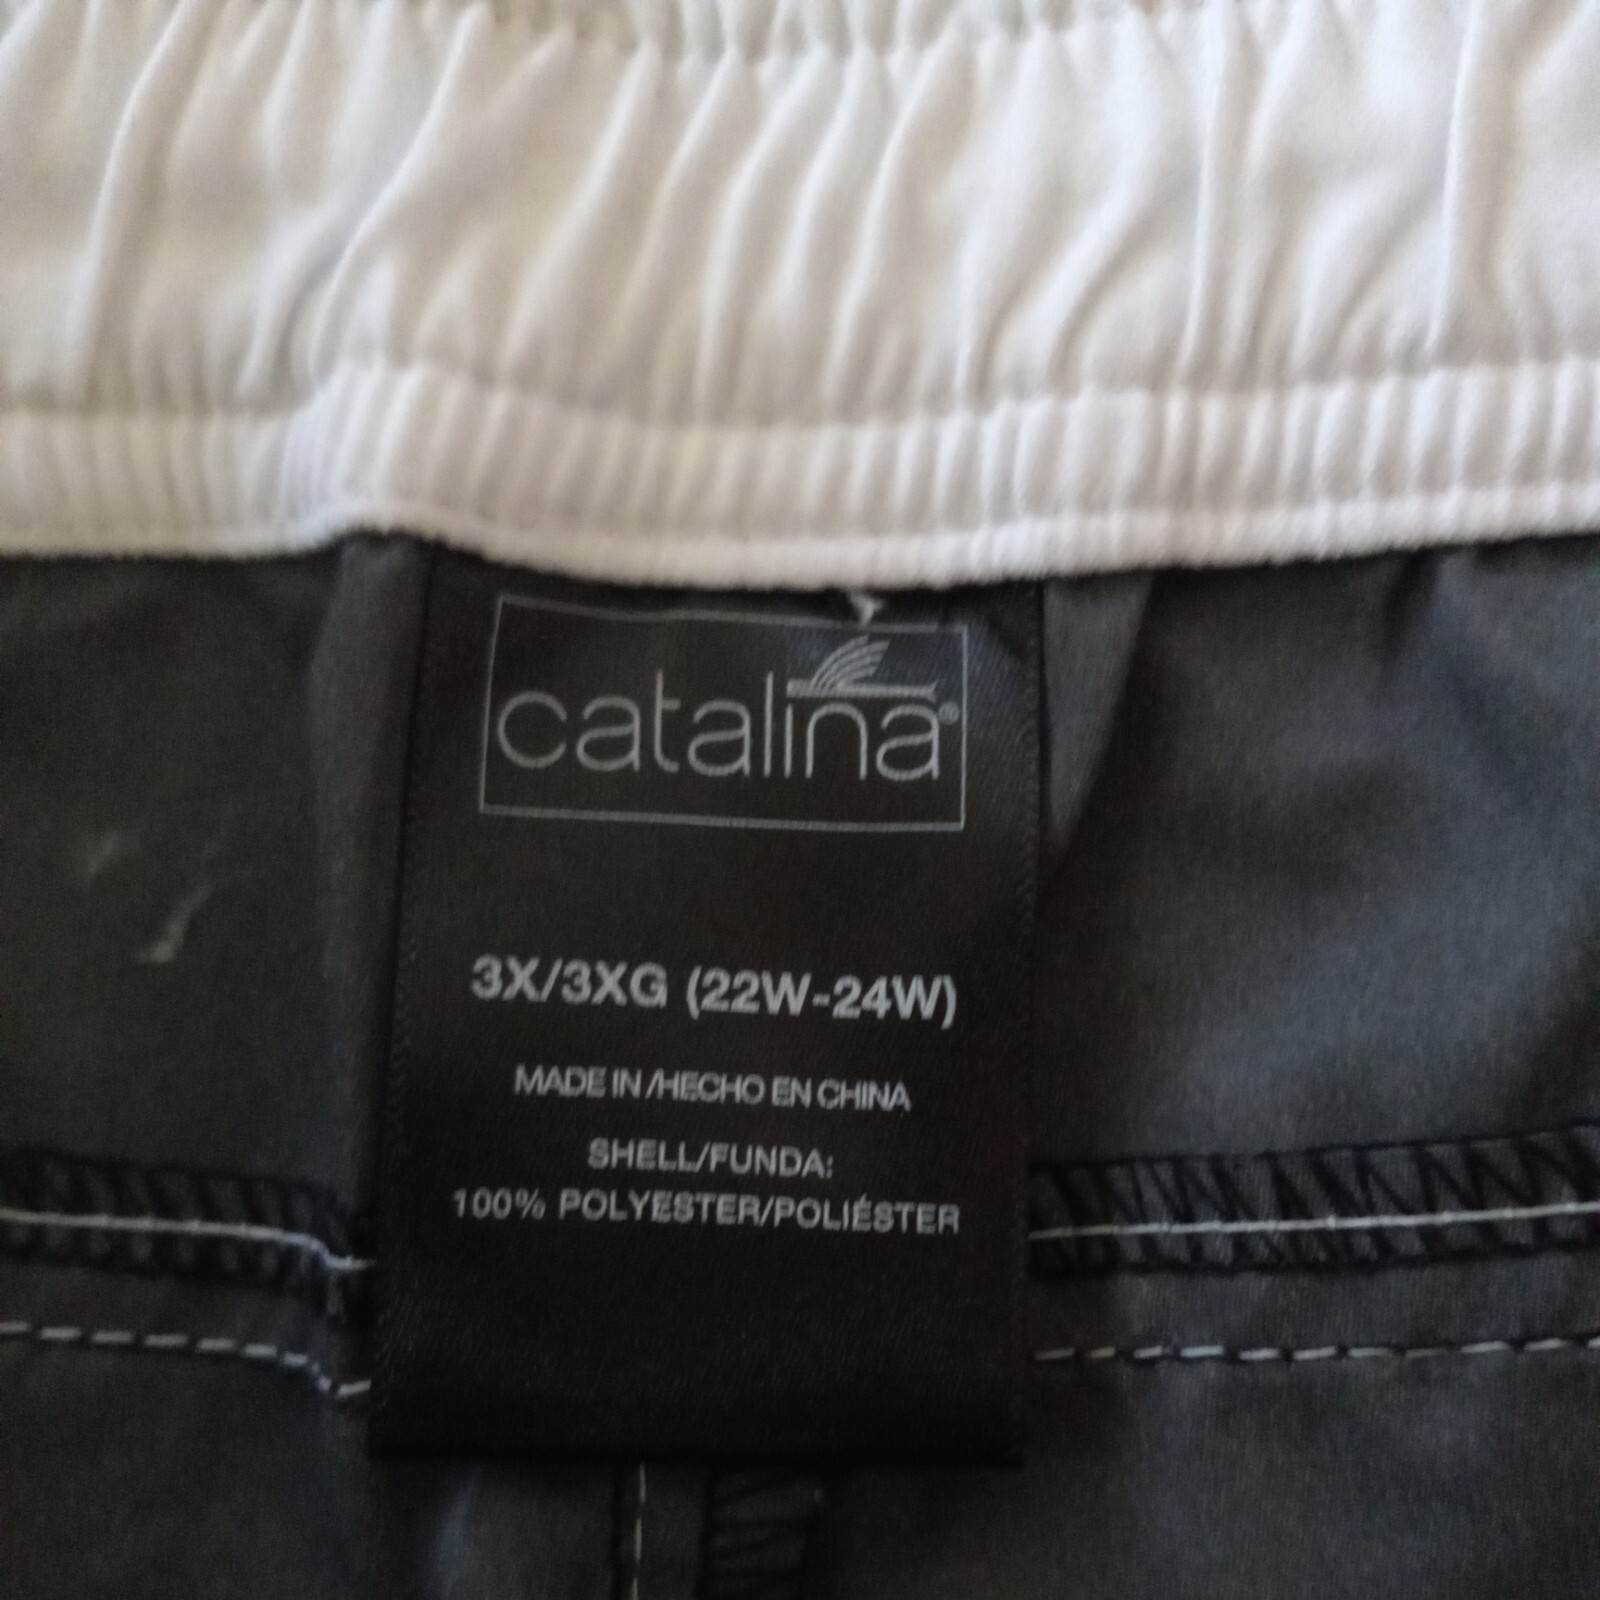 catalina®
3X/3XG (22W-24W)
MADE IN/HECHO EN CHINA
SHELL/FUNDA:
100% POLYESTER/POLIÉSTER